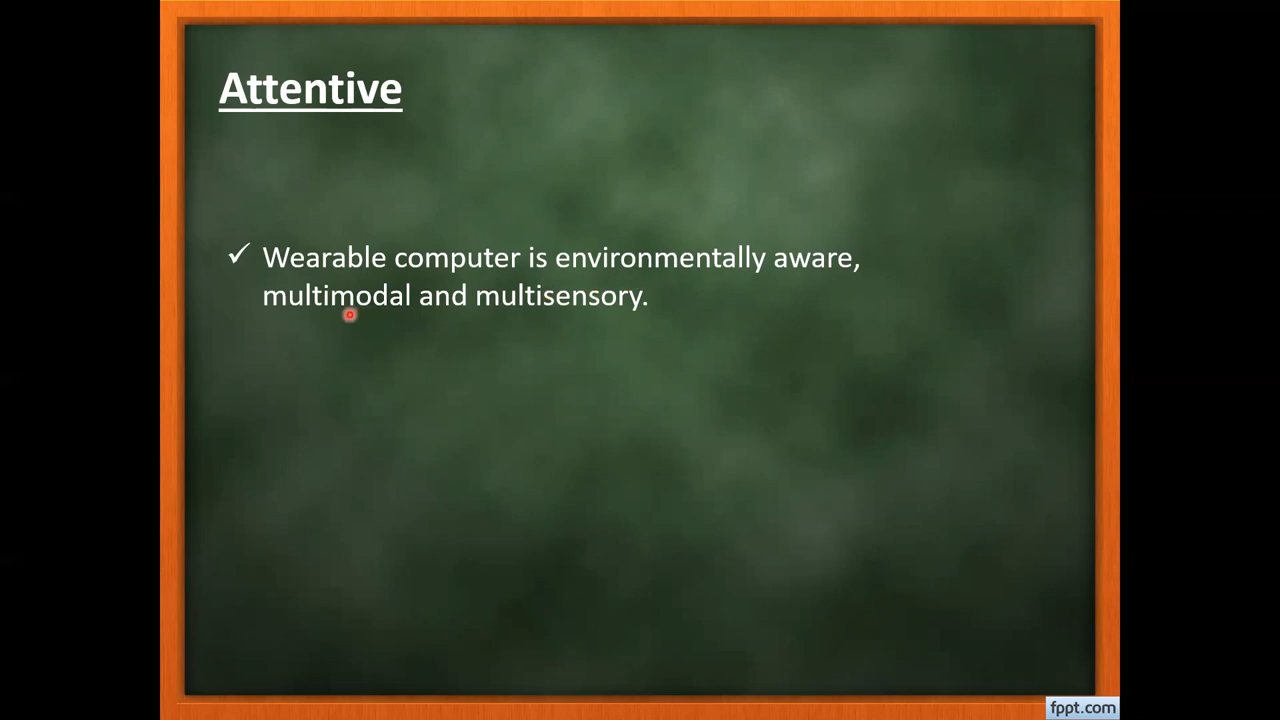 Attentive
✓ Wearable computer is environmentally aware,
multimodal and multisensory.
fppt.com